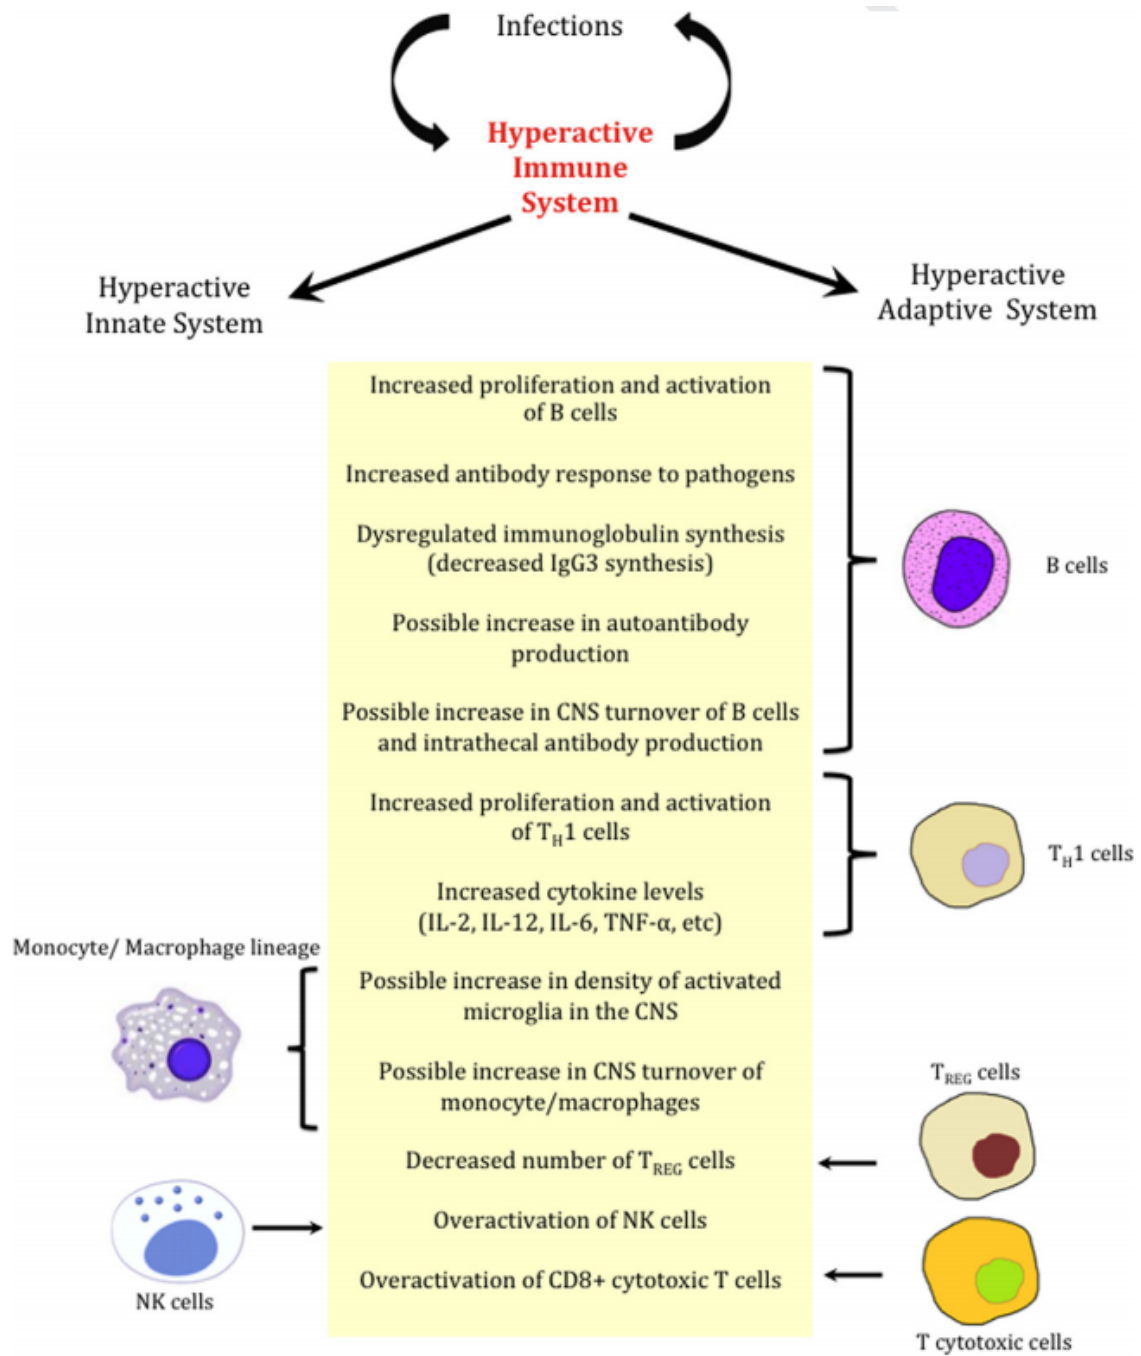 Infections
Hyperactive
Immune
System
Hyperactive
Innate System
Hyperactive
Adaptive System
Increased proliferation and activation
of B cells
Increased antibody response to pathogens
Dysregulated immunoglobulin synthesis
(decreased IgG3 synthesis)
Possible increase in autoantibody
production
Possible increase in CNS turnover of B cells
and intrathecal antibody production
B cells
Increased proliferation and activation
of TH1 cells
Increased cytokine levels
(IL-2, IL-12, IL-6, TNF-α, etc)
TH1 cells
Monocyte/ Macrophage lineage
Possible increase in density of activated
microglia in the CNS
Possible increase in CNS turnover of
monocyte/macrophages
TREG cells
Decreased number of TREG cells
Overactivation of NK cells
NK cells
Overactivation of CD8+ cytotoxic T cells
T cytotoxic cells